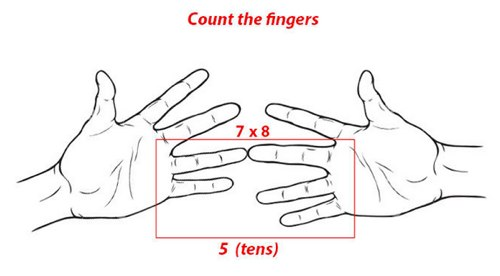 Count the fingers
7 x 8
5 (tens)